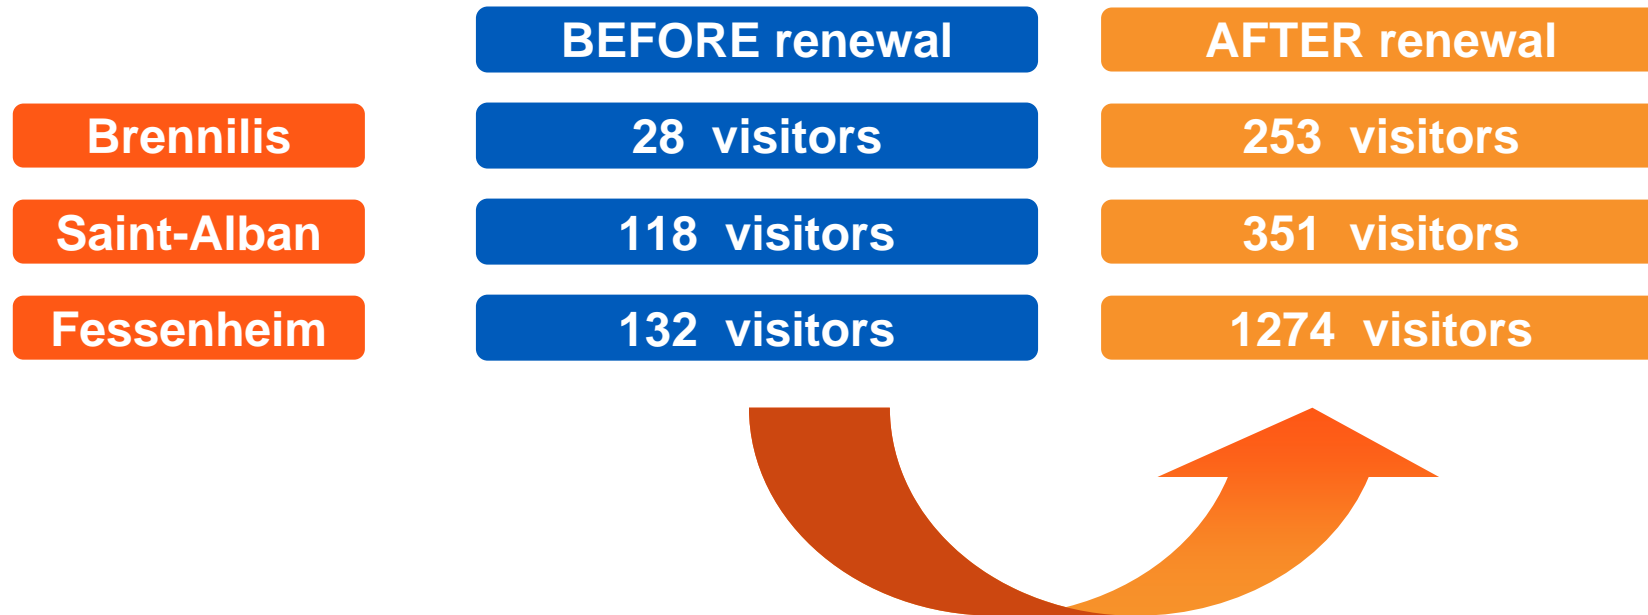 BEFORE renewal AFTER renewal
Brennilis 28 visitors 253 visitors
Saint-Alban 118 visitors 351 visitors
Fessenheim 132 visitors 1274 visitors